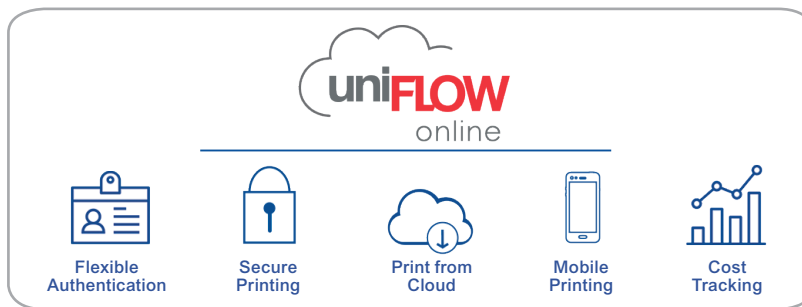 uniFLOW
online
Flexible
Authentication
Secure
Printing
Print from
Cloud
Mobile
Printing
Cost
Tracking